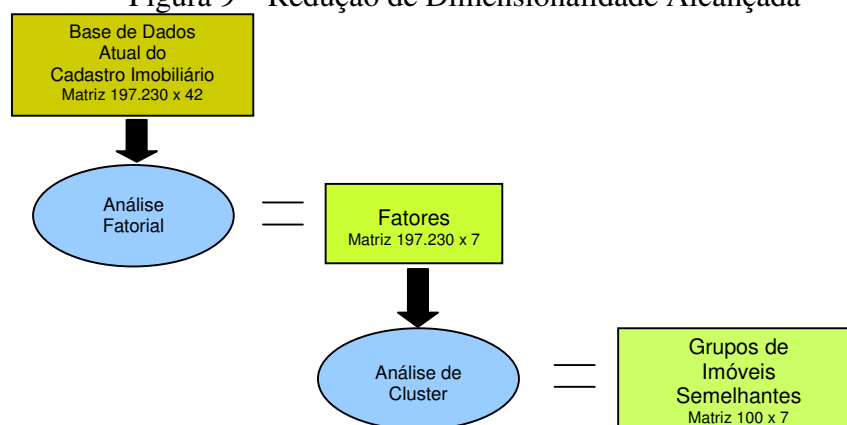 Figura 9 – Redução de Dimensionalidade Alcançada
Base de Dados
Atual do
Cadastro Imobiliário
Matriz 197.230 x 42
Análise
Fatorial
Fatores
Matriz 197.230 x 7
Análise de
Cluster
Grupos de
Imóveis
Semelhantes
Matriz 100 x 7